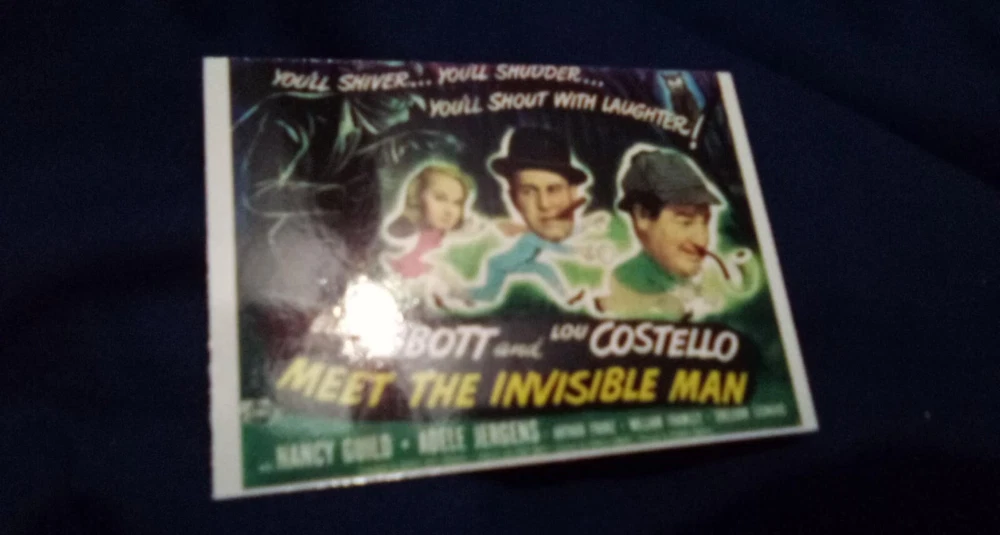 YOU'LL SHIVER... YOU'LL SHUDDER...
YOU'LL SHOUT WITH LAUGHTER!
BOTT and LOU COSTELLO
MEET THE INVISIBLE MAN
NANCY GUILD • ADELE JERGENS